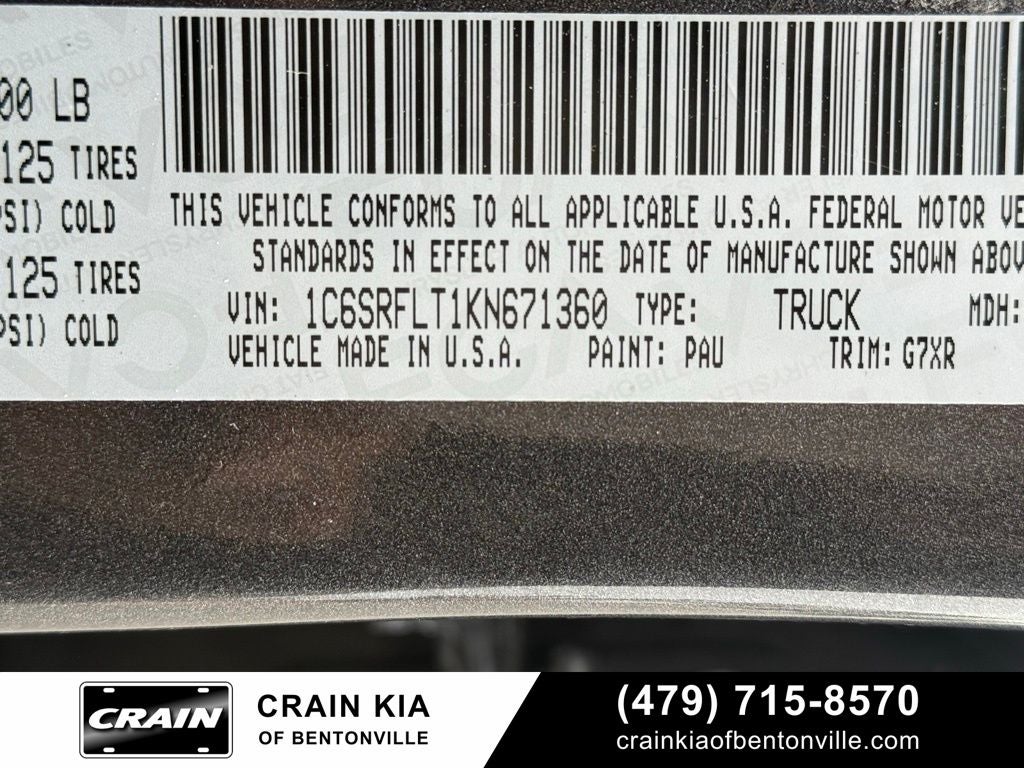 00 LB
125 TIRES
PSI) COLD
125 TIRES
PSI) COLD
THIS VEHICLE CONFORMS TO ALL APPLICABLE U.S.A. FEDERAL MOTOR VE
STANDARDS IN EFFECT ON THE DATE OF MANUFACTURE SHOWN ABOV
VIN: 1C6SRFLT1KN671360 TYPE: TRUCK MDH:
VEHICLE MADE IN U.S.A. PAINT: PAU TRIM: G7XR
CRAIN
CRAIN KIA
OF BENTONVILLE
(479) 715-8570
crainkiaofbentonville.com